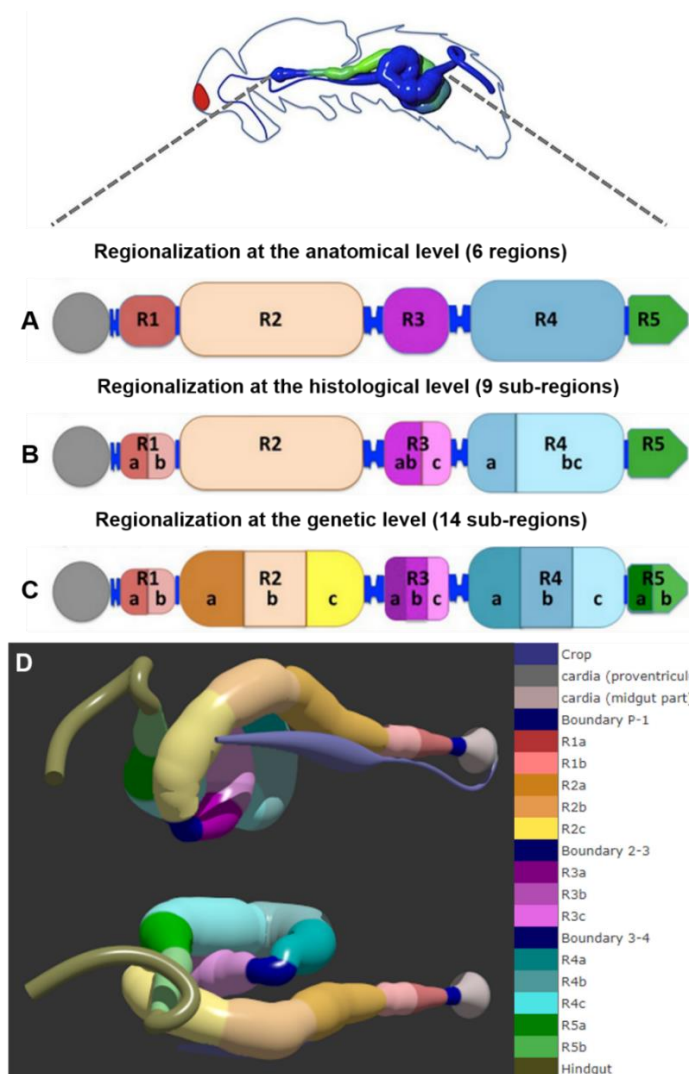 Regionalization at the anatomical level (6 regions)
A R1 R2 R3 R4 R5
Regionalization at the histological level (9 sub-regions)
B R1 a b R2 R3 ab c R4 a bc R5
Regionalization at the genetic level (14 sub-regions)
C R1 a b R2 a b c R3 a b c R4 a b c R5 a b
D
Crop
cardia (proventricul
cardia (midgut part)
Boundary P-1
R1a
R1b
R2a
R2b
R2c
Boundary 2-3
R3a
R3b
R3c
Boundary 3-4
R4a
R4b
R4c
R5a
R5b
Hindgut